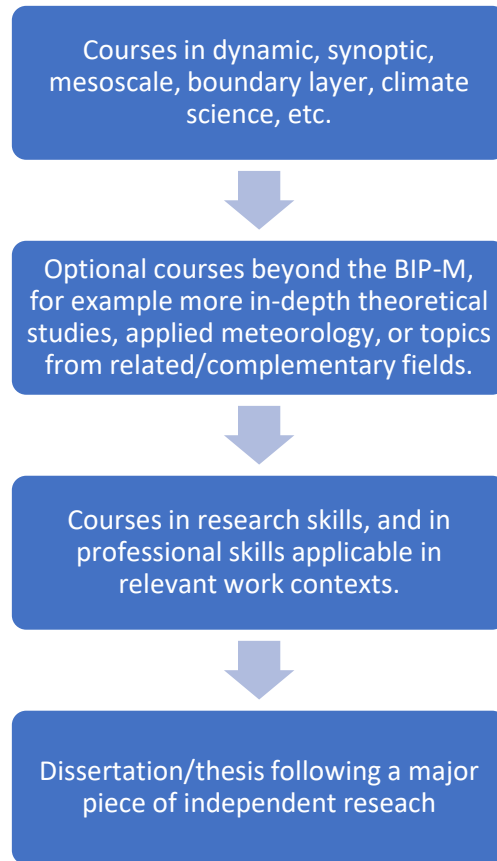 Courses in dynamic, synoptic,
mesoscale, boundary layer, climate
science, etc.
Optional courses beyond the BIP-M,
for example more in-depth theoretical
studies, applied meteorology, or topics
from related/complementary fields.
Courses in research skills, and in
professional skills applicable in
relevant work contexts.
Dissertation/thesis following a major
piece of independent reseach